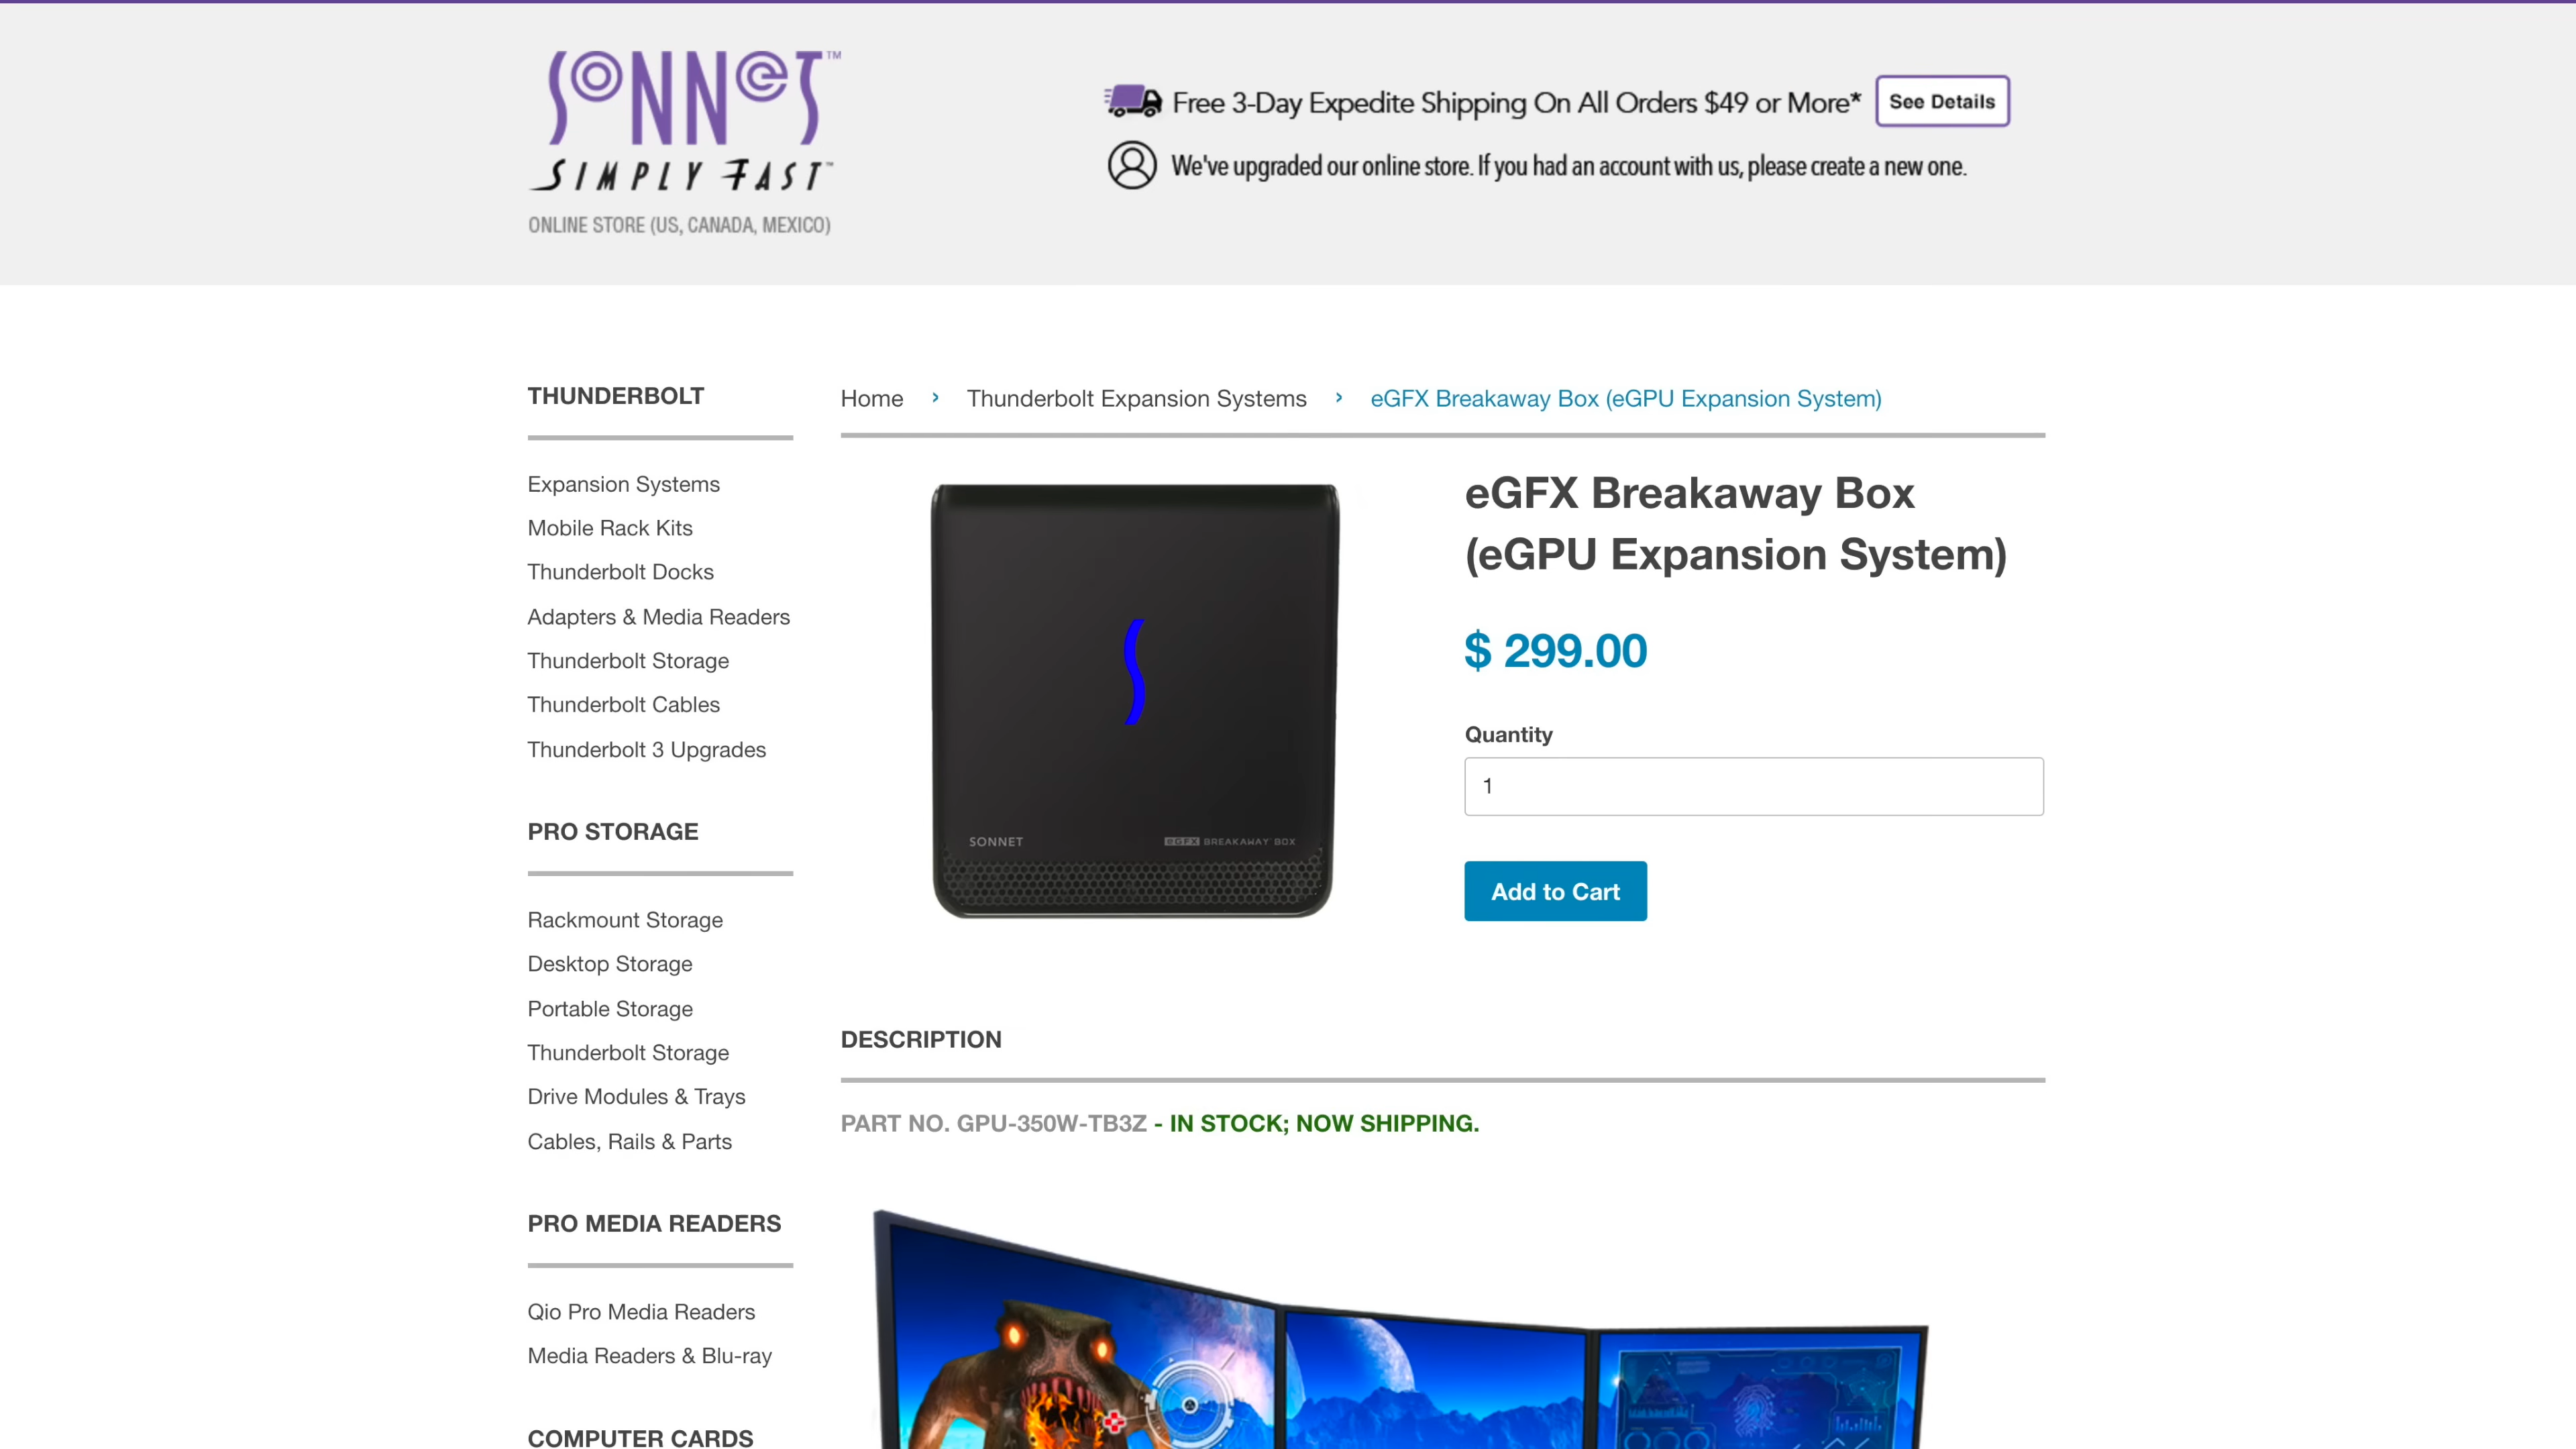 SONNET™
SIMPLY FAST™
ONLINE STORE (US, CANADA, MEXICO)
Free 3-Day Expedite Shipping On All Orders $49 or More*
See Details
We've upgraded our online store. If you had an account with us, please create a new one.
THUNDERBOLT
Expansion Systems
Mobile Rack Kits
Thunderbolt Docks
Adapters & Media Readers
Thunderbolt Storage
Thunderbolt Cables
Thunderbolt 3 Upgrades
PRO STORAGE
Rackmount Storage
Desktop Storage
Portable Storage
Thunderbolt Storage
Drive Modules & Trays
Cables, Rails & Parts
PRO MEDIA READERS
Qio Pro Media Readers
Media Readers & Blu-ray
COMPUTER CARDS
Home › Thunderbolt Expansion Systems › eGFX Breakaway Box (eGPU Expansion System)
SONNET
eGFX BREAKAWAY BOX
eGFX Breakaway Box
(eGPU Expansion System)
$ 299.00
Quantity
1
Add to Cart
DESCRIPTION
PART NO. GPU-350W-TB3Z - IN STOCK; NOW SHIPPING.